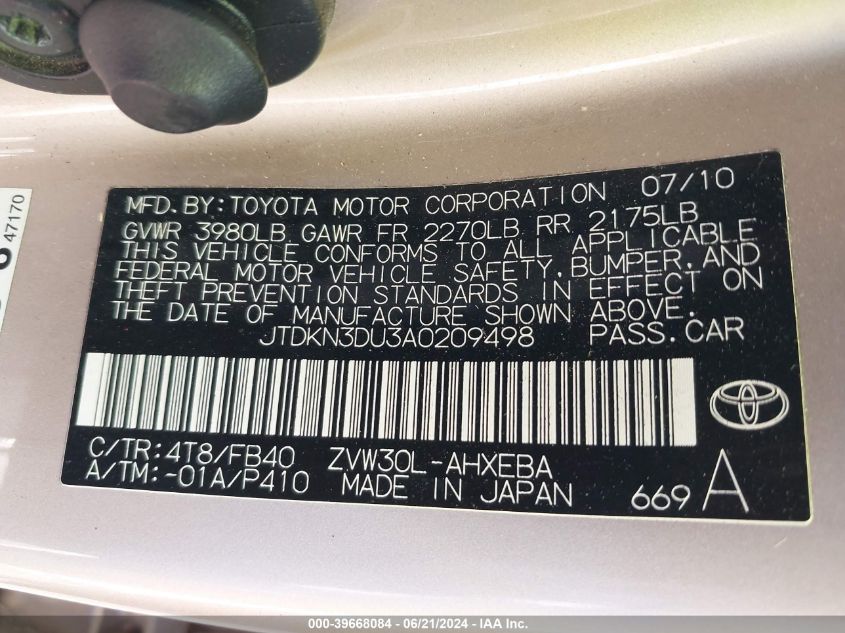 47170
MFD.BY:TOYOTA MOTOR CORPORATION 07/10
GVWR 3980LB GAWR FR 2270LB RR 2175LB
THIS VEHICLE CONFORMS TO ALL APPLICABLE
FEDERAL MOTOR VEHICLE SAFETY,BUMPER,AND
THEFT PREVENTION STANDARDS IN EFFECT ON
THE DATE OF MANUFACTURE SHOWN ABOVE.
JTDKN3DU3A0209498 PASS.CAR
C/TR:4T8/FB40 ZVW30L-AHXEBA
A/TM:-01A/P410 MADE IN JAPAN 669 A
000-39668084 - 06/21/2024 - IAA Inc.